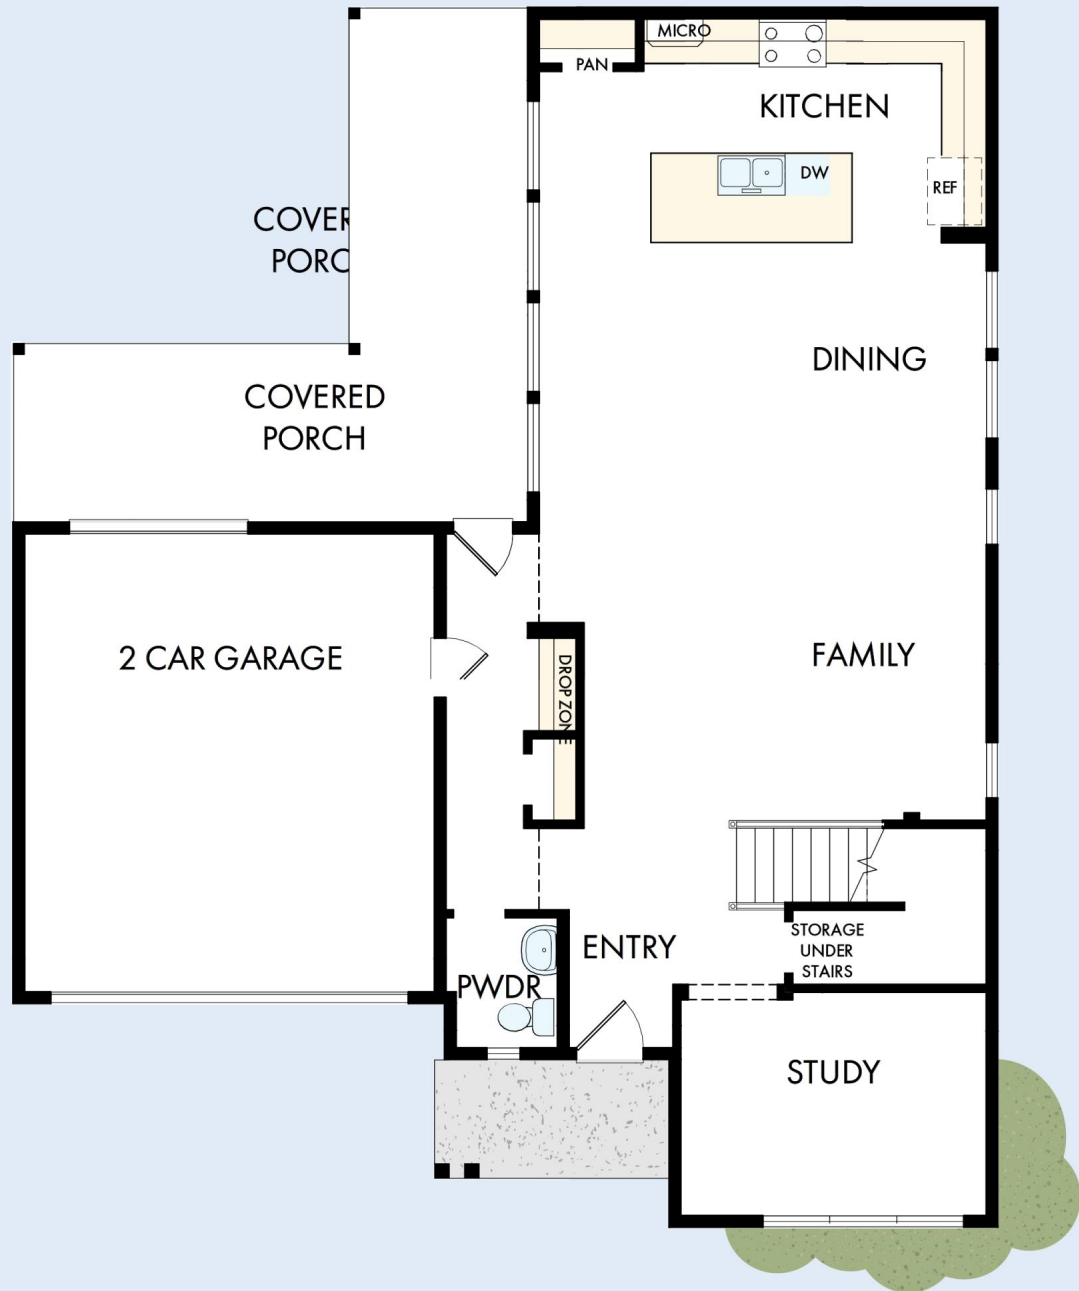 MICRO
PAN
KITCHEN
DW
REF
COVER
PORC
DINING
COVERED
PORCH
2 CAR GARAGE
FAMILY
DROP ZONE
STORAGE
UNDER
STAIRS
ENTRY
PWDR
STUDY